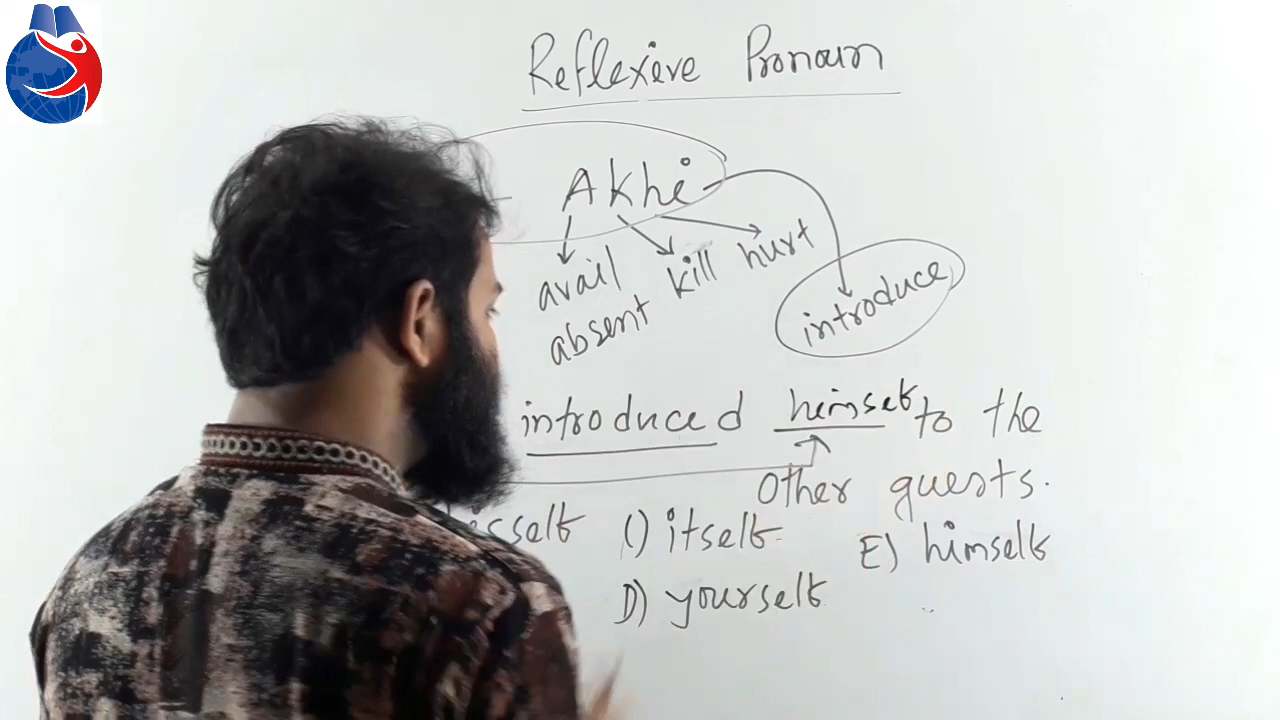 Reflexive Pronoun
Akhi
avail kill hurt
absent
introduce
introduced himself to the
other guests.
C) itself
E) himself
D) yourself